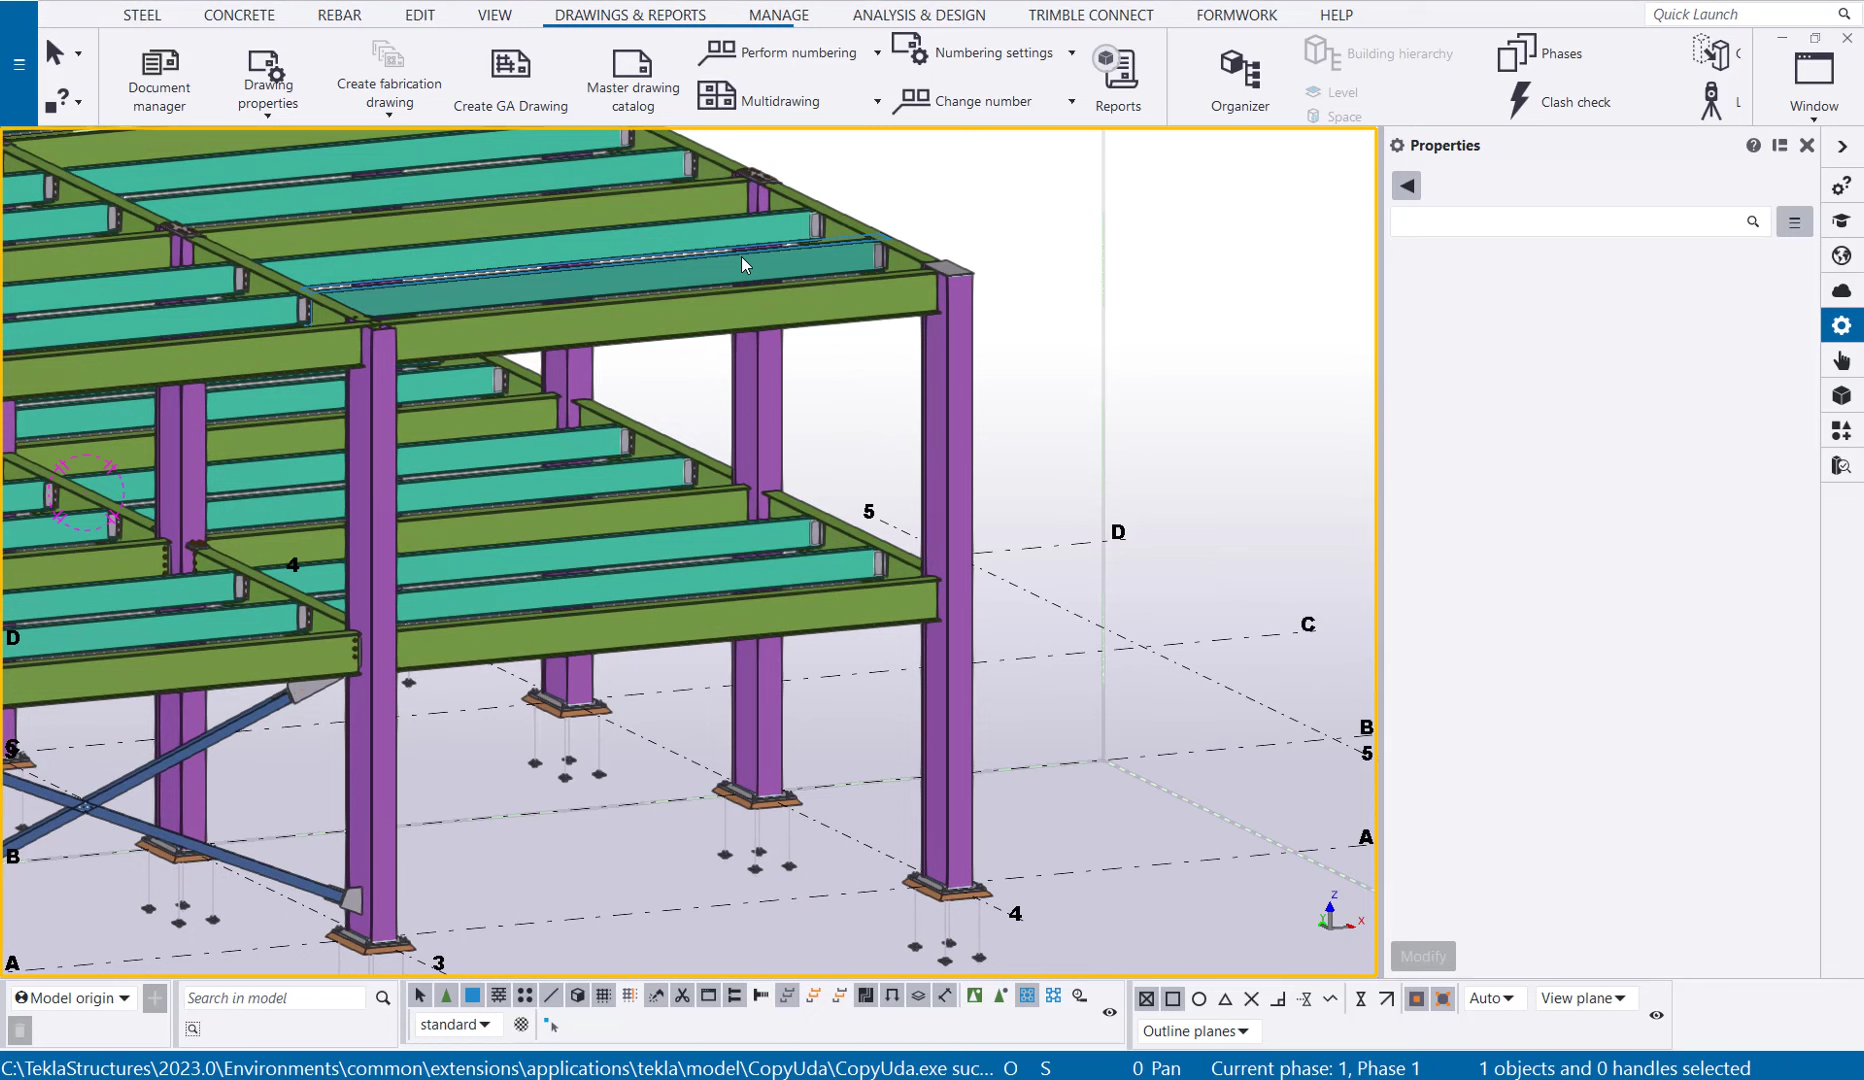 STEEL CONCRETE REBAR EDIT VIEW DRAWINGS & REPORTS MANAGE ANALYSIS & DESIGN TRIMBLE CONNECT FORMWORK HELP Quick Launch
Document manager
Drawing properties
Create fabrication drawing
Create GA Drawing
Master drawing catalog
Perform numbering
Multidrawing
Numbering settings
Change number
Reports
Organizer
Building hierarchy
Level
Space
Phases
Clash check
Window
Properties
5
D
4
C
D
B
5
C
A
B
4
A
3
Z
Y
X
Modify
Model origin
Search in model
standard
Auto
View plane
Outline planes
C:\TeklaStructures\2023.0\Environments\common\extensions\applications\tekla\model\CopyUda\CopyUda.exe suc... O S 0 Pan Current phase: 1, Phase 1 1 objects and 0 handles selected